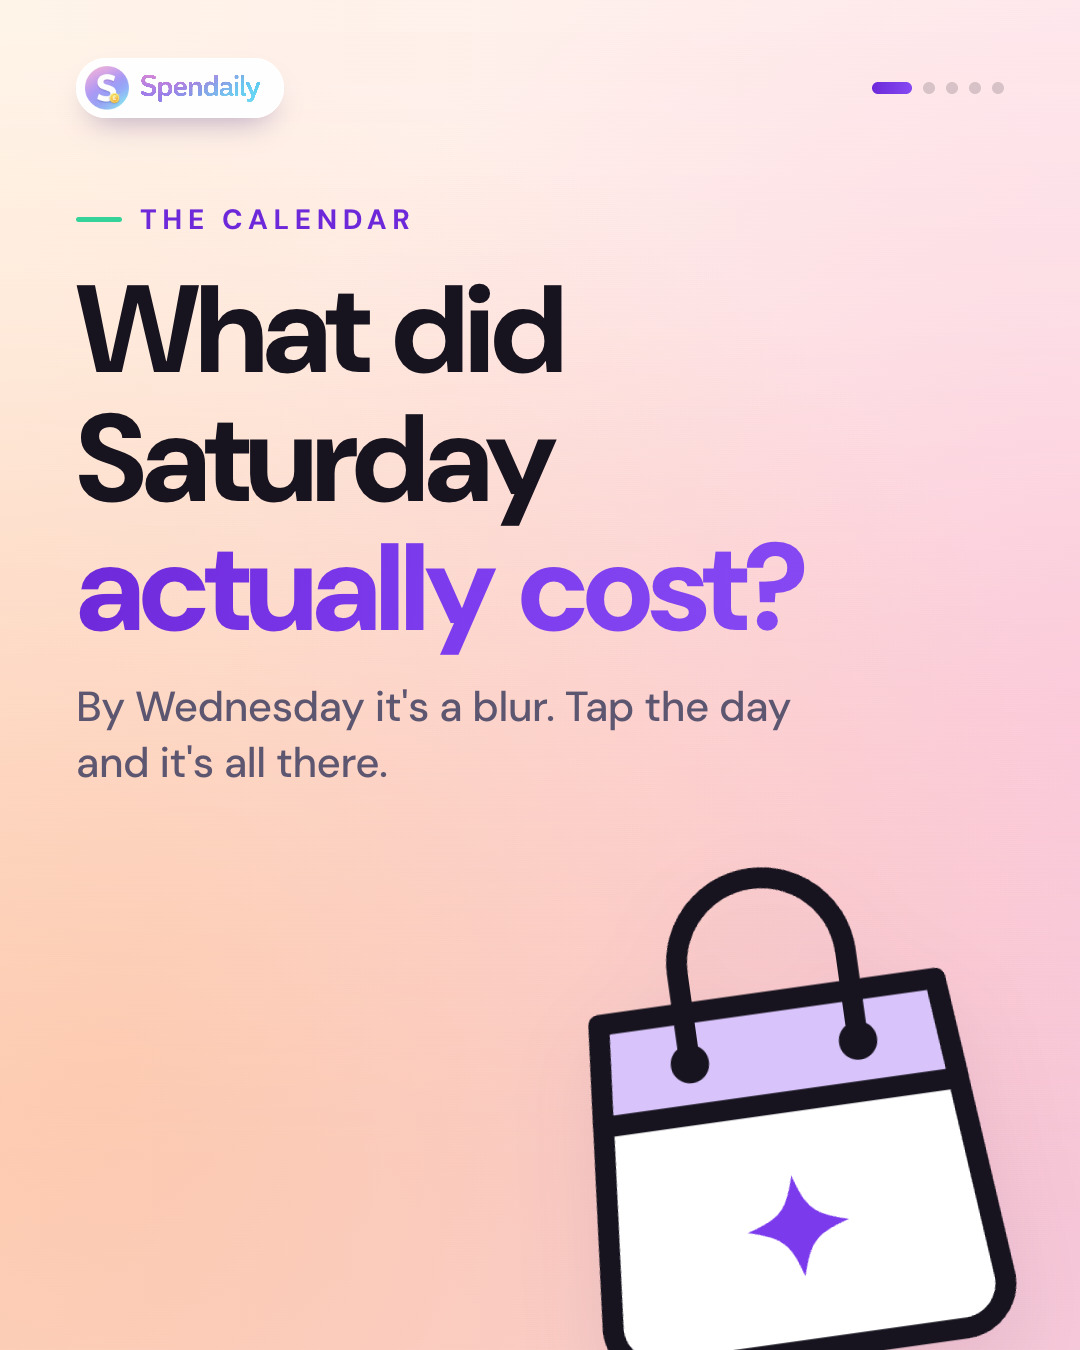 Spendaily
THE CALENDAR
What did
Saturday
actually cost?
By Wednesday it's a blur. Tap the day
and it's all there.